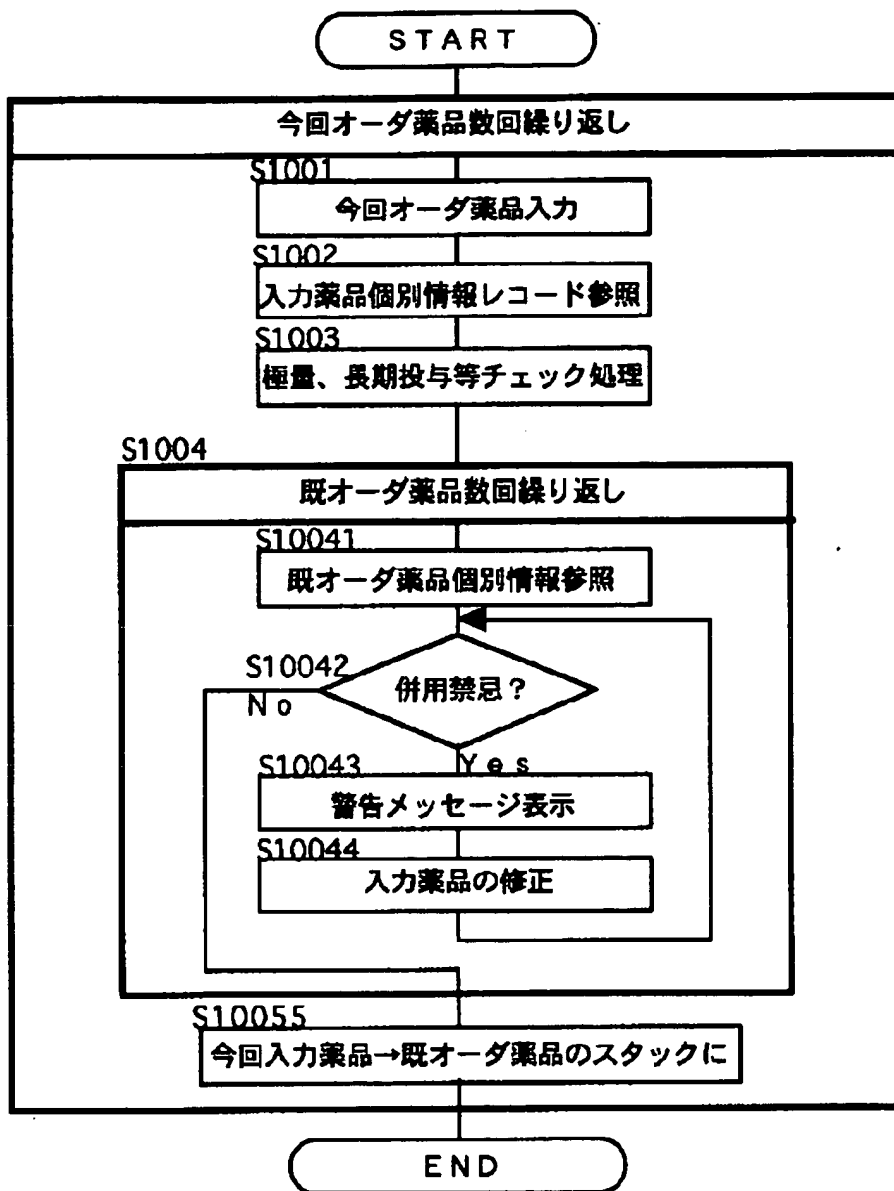 START
今回オーダ薬品数回繰り返し
S1001
今回オーダ薬品入力
S1002
入力薬品個別情報レコード参照
S1003
極量、長期投与等チェック処理
S1004
既オーダ薬品数回繰り返し
S10041
既オーダ薬品個別情報参照
S10042
併用禁忌？
No
Yes
S10043
警告メッセージ表示
S10044
入力薬品の修正
S10055
今回入力薬品→既オーダ薬品のスタックに
END